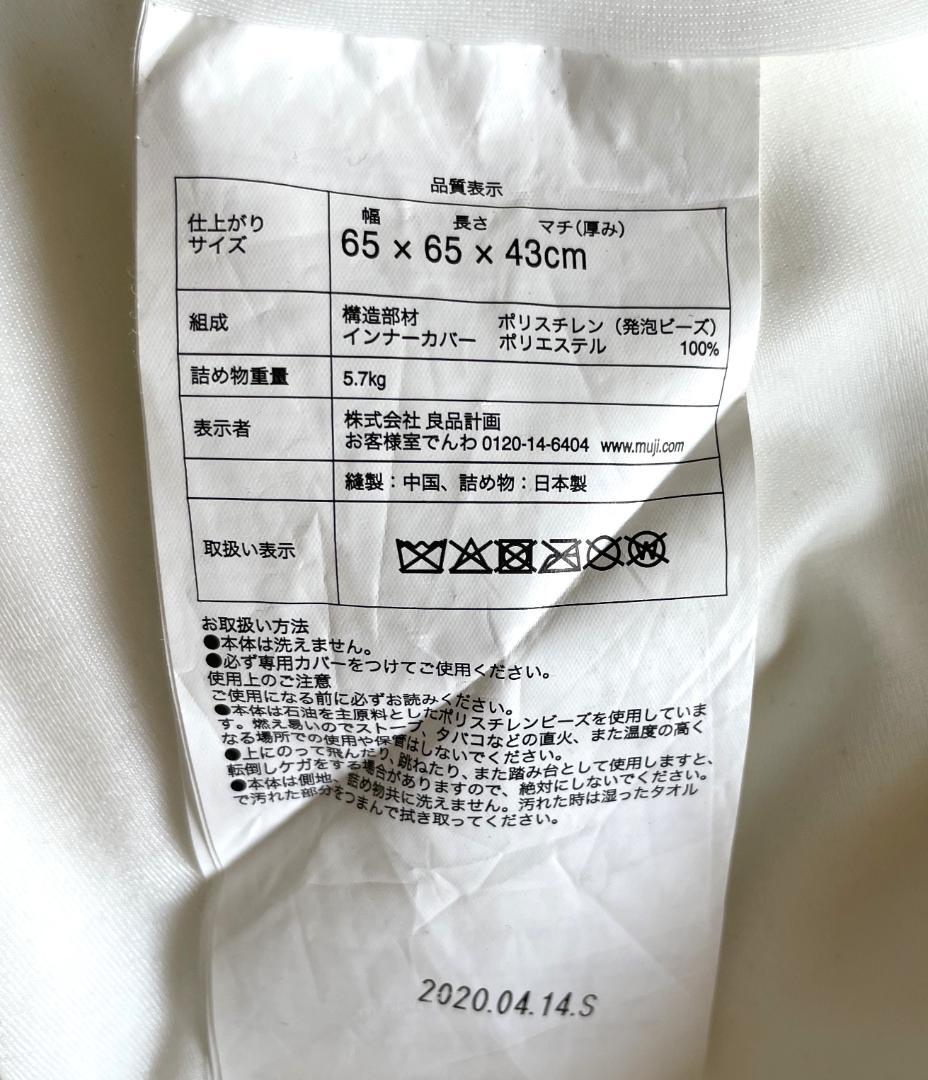 品質表示
仕上がり
サイズ
幅 長さ マチ(厚み)
65 × 65 × 43cm
組成
構造部材 ポリスチレン(発泡ビーズ)
インナーカバー ポリエステル 100%
詰め物重量 5.7kg
表示者
株式会社 良品計画
お客様室でんわ 0120-14-6404 www.muji.com
縫製:中国、詰め物:日本製
取扱い表示
W
お取扱い方法
●本体は洗えません。
●必ず専用カバーをつけてご使用ください。
使用上のご注意
ご使用になる前に必ずお読みください。
●本体は石油を主原料としたポリスチレンビーズを使用していま
す。燃え易いのでストーブ、タバコなどの直火、また温度の高く
なる場所での使用や保管はしないでください。
●上にのって飛んだり、跳ねたり、また踏み台として使用しますと、
転倒しケガをする場合がありますので、絶対にしないでください。
●本体は側地、詰め物共に洗えません。汚れた時は湿ったタオル
で汚れた部分をつまんで拭き取ってください。
2020.04.14.S